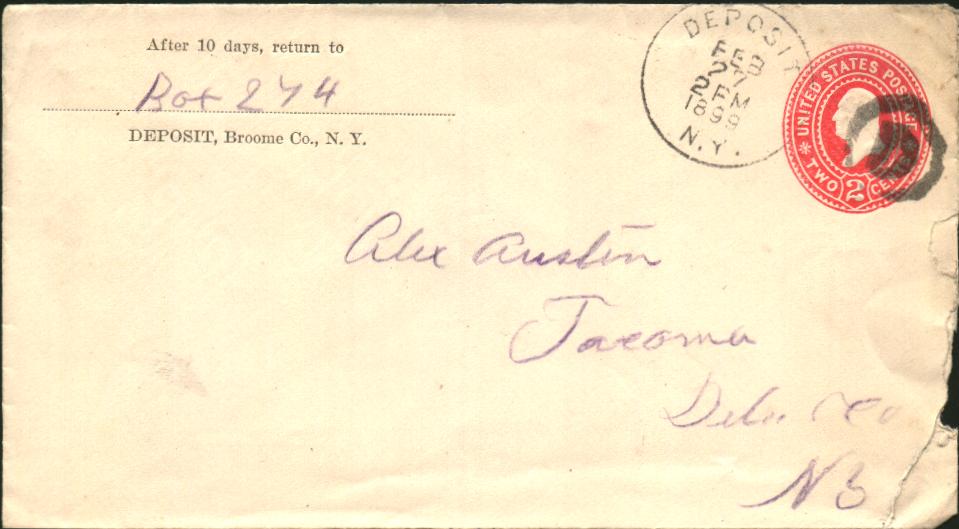 After 10 days, return to
Box 274
DEPOSIT, Broome Co., N. Y.
DEPOSIT
FEB
27
2 PM
1899
N.Y.
UNITED STATES POSTAGE
TWO 2 CENTS
Alex Austin
Tacoma
Dela Co
N